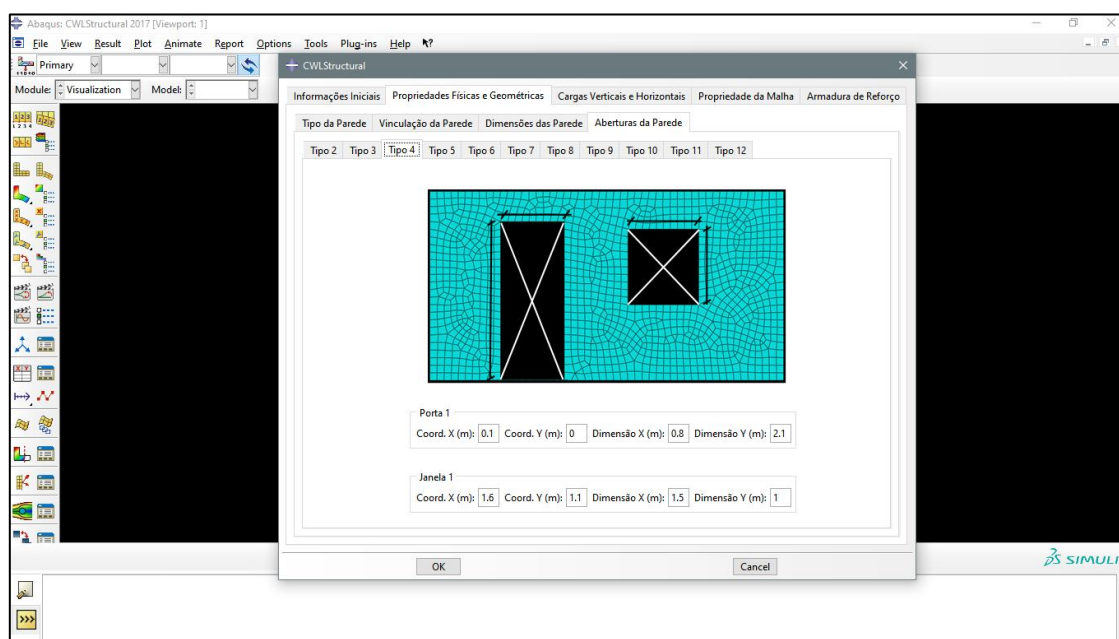 Abaqus: CWLStructural 2017 [Viewport: 1]
File View Result Plot Animate Report Options Tools Plug-ins Help
Primary
Module: Visualization Model:
CWLStructural
Informações Iniciais Propriedades Físicas e Geométricas Cargas Verticais e Horizontais Propriedade da Malha Armadura de Reforço
Tipo da Parede Vinculação da Parede Dimensões das Parede Aberturas da Parede
Tipo 2 Tipo 3 Tipo 4 Tipo 5 Tipo 6 Tipo 7 Tipo 8 Tipo 9 Tipo 10 Tipo 11 Tipo 12
Porta 1
Coord. X (m): 0.1 Coord. Y (m): 0 Dimensão X (m): 0.8 Dimensão Y (m): 2.1
Janela 1
Coord. X (m): 1.6 Coord. Y (m): 1.1 Dimensão X (m): 1.5 Dimensão Y (m): 1
OK Cancel
SIMULI
>>>